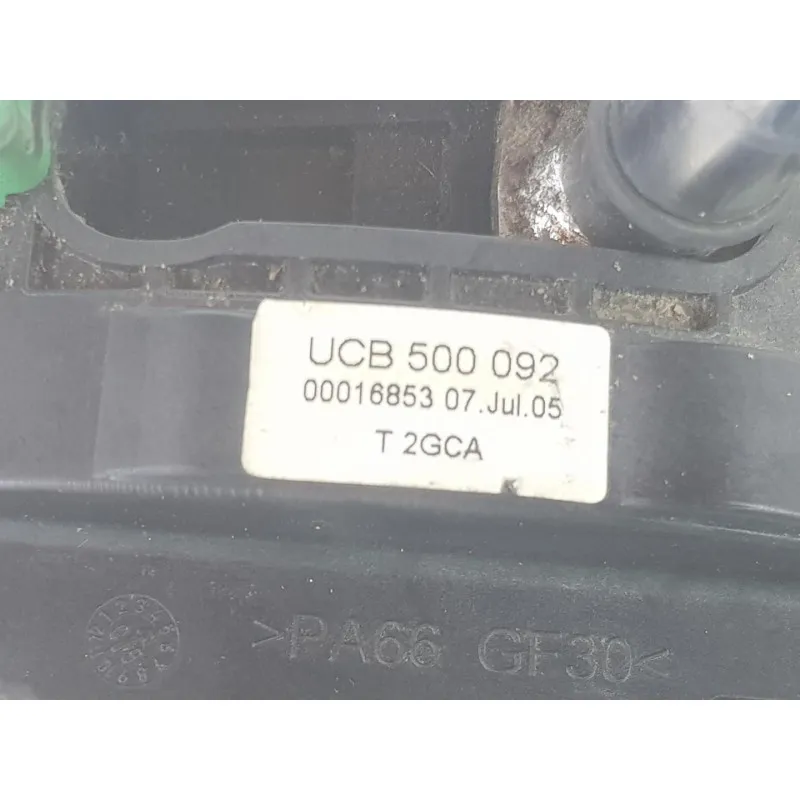 UCB 500 092
00016853 07.Jul.05
T 2GCA
>PA66 GF30<